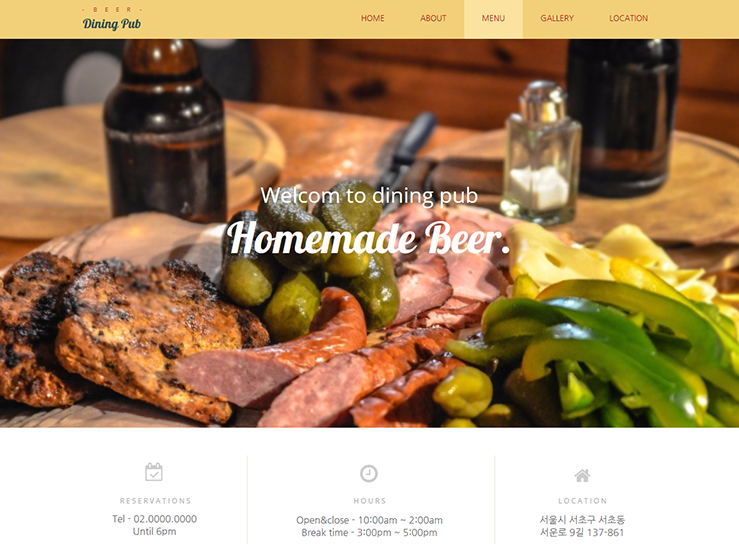 - BEER -
Dining Pub
HOME
ABOUT
MENU
GALLERY
LOCATION
Welcom to dining pub
Homemade Beer.
RESERVATIONS
Tel - 02.0000.0000
Until 6pm
HOURS
Open&close - 10:00am ~ 2:00am
Break time - 3:00pm ~ 5:00pm
LOCATION
서울시 서초구 서초동
서운로 9길 137-861